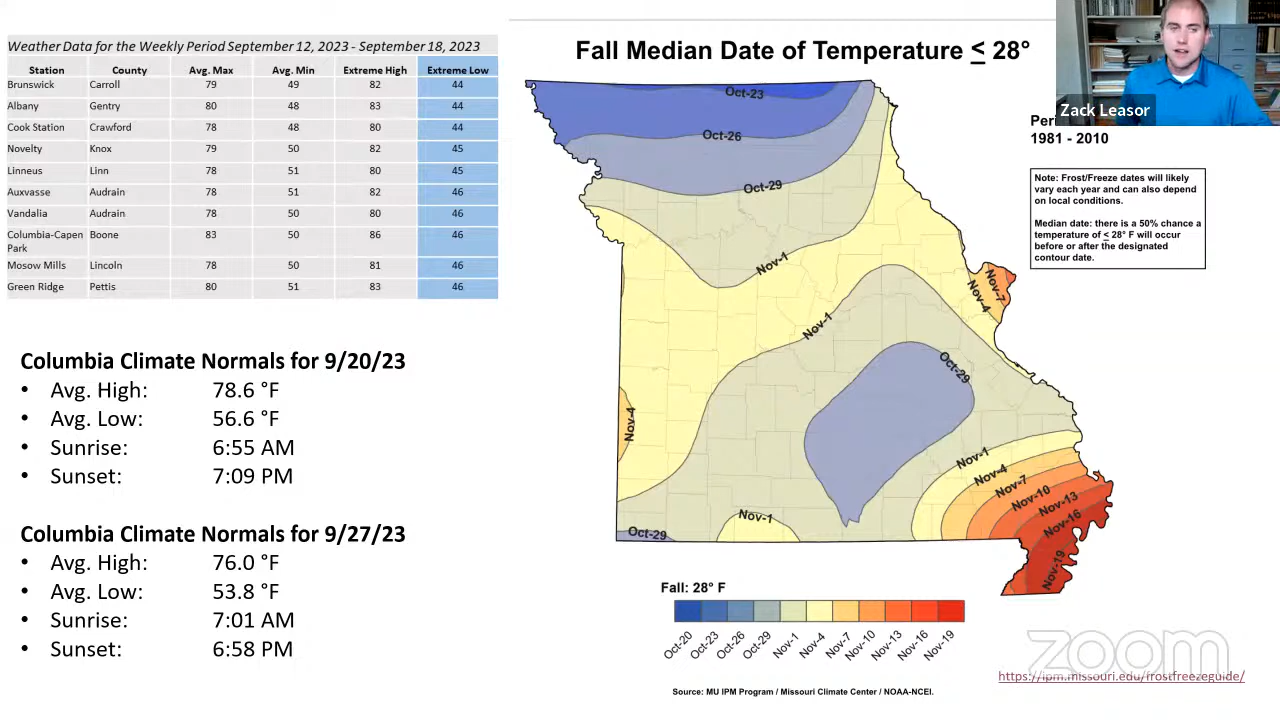 Weather Data for the Weekly Period September 12, 2023 - September 18, 2023
Station County Avg. Max Avg. Min Extreme High Extreme Low
Brunswick Carroll 79 49 82 44
Albany Gentry 80 48 83 44
Cook Station Crawford 78 48 80 44
Novelty Knox 79 50 82 45
Linneus Linn 78 51 80 45
Auxvasse Audrain 78 51 82 46
Vandalia Audrain 78 50 80 46
Columbia-Capen Park Boone 83 50 86 46
Mosow Mills Lincoln 78 50 81 46
Green Ridge Pettis 80 51 83 46
Columbia Climate Normals for 9/20/23
• Avg. High: 78.6 °F
• Avg. Low: 56.6 °F
• Sunrise: 6:55 AM
• Sunset: 7:09 PM
Columbia Climate Normals for 9/27/23
• Avg. High: 76.0 °F
• Avg. Low: 53.8 °F
• Sunrise: 7:01 AM
• Sunset: 6:58 PM
Fall Median Date of Temperature ≤ 28°
Zack Leasor
1981 - 2010
Note: Frost/Freeze dates will likely
vary each year and can also depend
on local conditions.
Median date: there is a 50% chance a
temperature of ≤ 28° F will occur
before or after the designated
contour date.
Oct-23
Oct-26
Oct-29
Nov-1
Nov-7
Nov-4
Nov-1
Oct-29
Nov-4
Nov-1
Nov-4
Nov-7
Nov-10
Nov-13
Nov-16
Nov-19
Nov-1
Oct-29
Fall: 28° F
Oct-20 Oct-23 Oct-26 Oct-29 Nov-1 Nov-4 Nov-7 Nov-10 Nov-13 Nov-16 Nov-19
Source: MU IPM Program / Missouri Climate Center / NOAA-NCEI.
zoom
https://ipm.missouri.edu/frostfreezeguide/